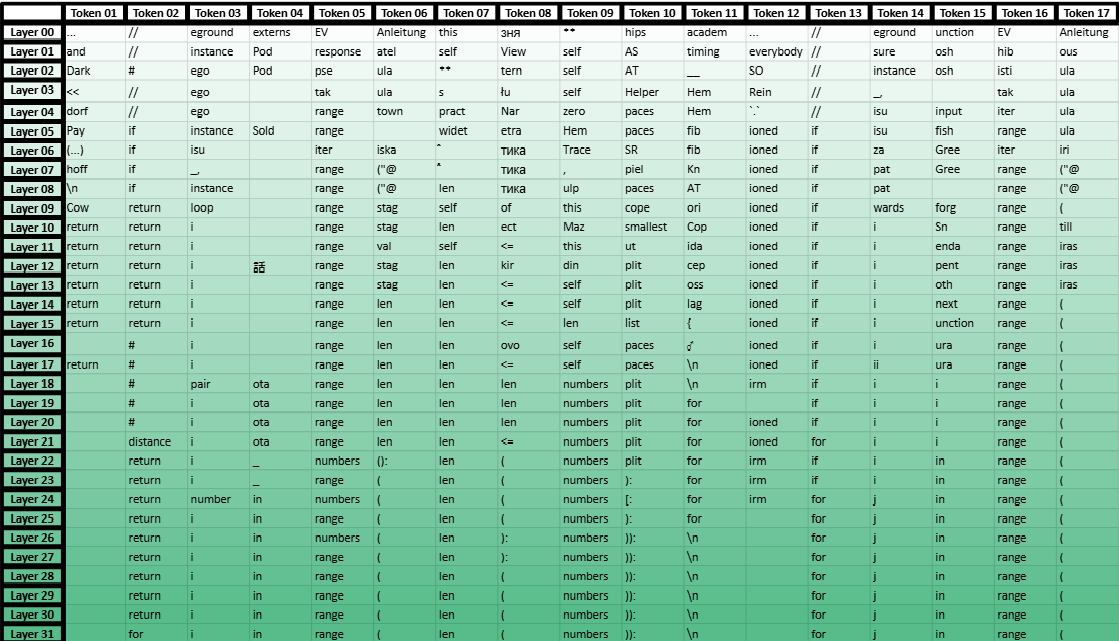 Token 01 Token 02 Token 03 Token 04 Token 05 Token 06 Token 07 Token 08 Token 09 Token 10 Token 11 Token 12 Token 13 Token 14 Token 15 Token 16 Token 17
Layer 00 ... // eground externs EV Anleitung this зня ** hips academ ... // eground unction EV Anleitung
Layer 01 and // instance Pod response atel self View self AS timing everybody // sure osh hib ous
Layer 02 Dark # ego Pod pse ula ** tern self AT __ SO // instance osh isti ula
Layer 03 << // ego tak ula s łu self Helper Hem Rein // _, tak ula
Layer 04 dorf // ego range town pract Nar zero paces Hem `.` // isu input iter ula
Layer 05 Pay if instance Sold range widet etra Hem paces fib ioned if isu fish range ula
Layer 06 (...) if isu iter iska ˆ тика Trace SR fib ioned if za Gree iter iri
Layer 07 hoff if _, range ("@ тика , piel Kn ioned if pat Gree range ("@
Layer 08 \n if instance range ("@ len тика ulp paces AT ioned if pat range ("@
Layer 09 Cow return loop range stag self of this cope ori ioned if wards forg range (
Layer 10 return return i range stag len ect Maz smallest Cop ioned if i Sn range till
Layer 11 return return i range val self <= this ut ida ioned if i enda range iras
Layer 12 return return i 話 range stag len kir din plit cep ioned if i pent range iras
Layer 13 return return i range stag len <= self plit oss ioned if i oth range iras
Layer 14 return return i range len len <= self plit lag ioned if i next range (
Layer 15 return return i range len len <= len list { ioned if i unction range (
Layer 16 # i range len len ovo self paces ioned if i ura range (
Layer 17 return # i range len len <= self paces \n ioned if ii ura range (
Layer 18 # pair ota range len len len numbers plit \n irm if i i range (
Layer 19 # i ota range len len len numbers plit for if i i range (
Layer 20 # i ota range len len len numbers plit for ioned if i i range (
Layer 21 distance i ota range len len <= numbers plit for ioned for i i range (
Layer 22 return i _ numbers (): len ( numbers plit for irm if i in range (
Layer 23 return i _ numbers ( len ( numbers ): for irm if i in range (
Layer 24 return number in numbers ( len ( numbers [: for irm for j in range (
Layer 25 return i in range ( len ( numbers ): for for j in range (
Layer 26 return i in numbers ( len ): numbers )): \n for j in range (
Layer 27 return i in range ( len ): numbers )): \n for j in range (
Layer 28 return i in range ( len ( numbers )): \n for j in range (
Layer 29 return i in range ( len ( numbers )): \n for j in range (
Layer 30 return i in range ( len ( numbers )): \n for j in range (
Layer 31 for i in range ( len ( numbers )): \n for j in range (